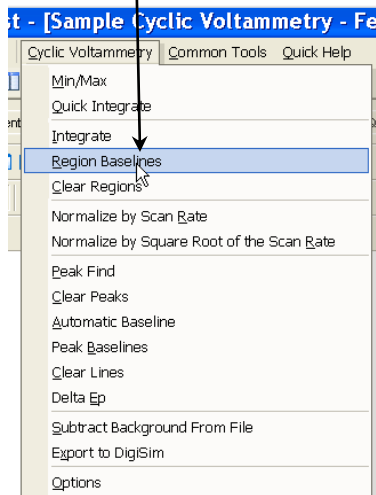 t - [Sample Cyclic Voltammetry - Fe
Cyclic Voltammetry Common Tools Quick Help
Min/Max
Quick Integrate
Integrate
Region Baselines
Clear Regions
Normalize by Scan Rate
Normalize by Square Root of the Scan Rate
Peak Find
Clear Peaks
Automatic Baseline
Peak Baselines
Clear Lines
Delta Ep
Subtract Background From File
Export to DigiSim
Options